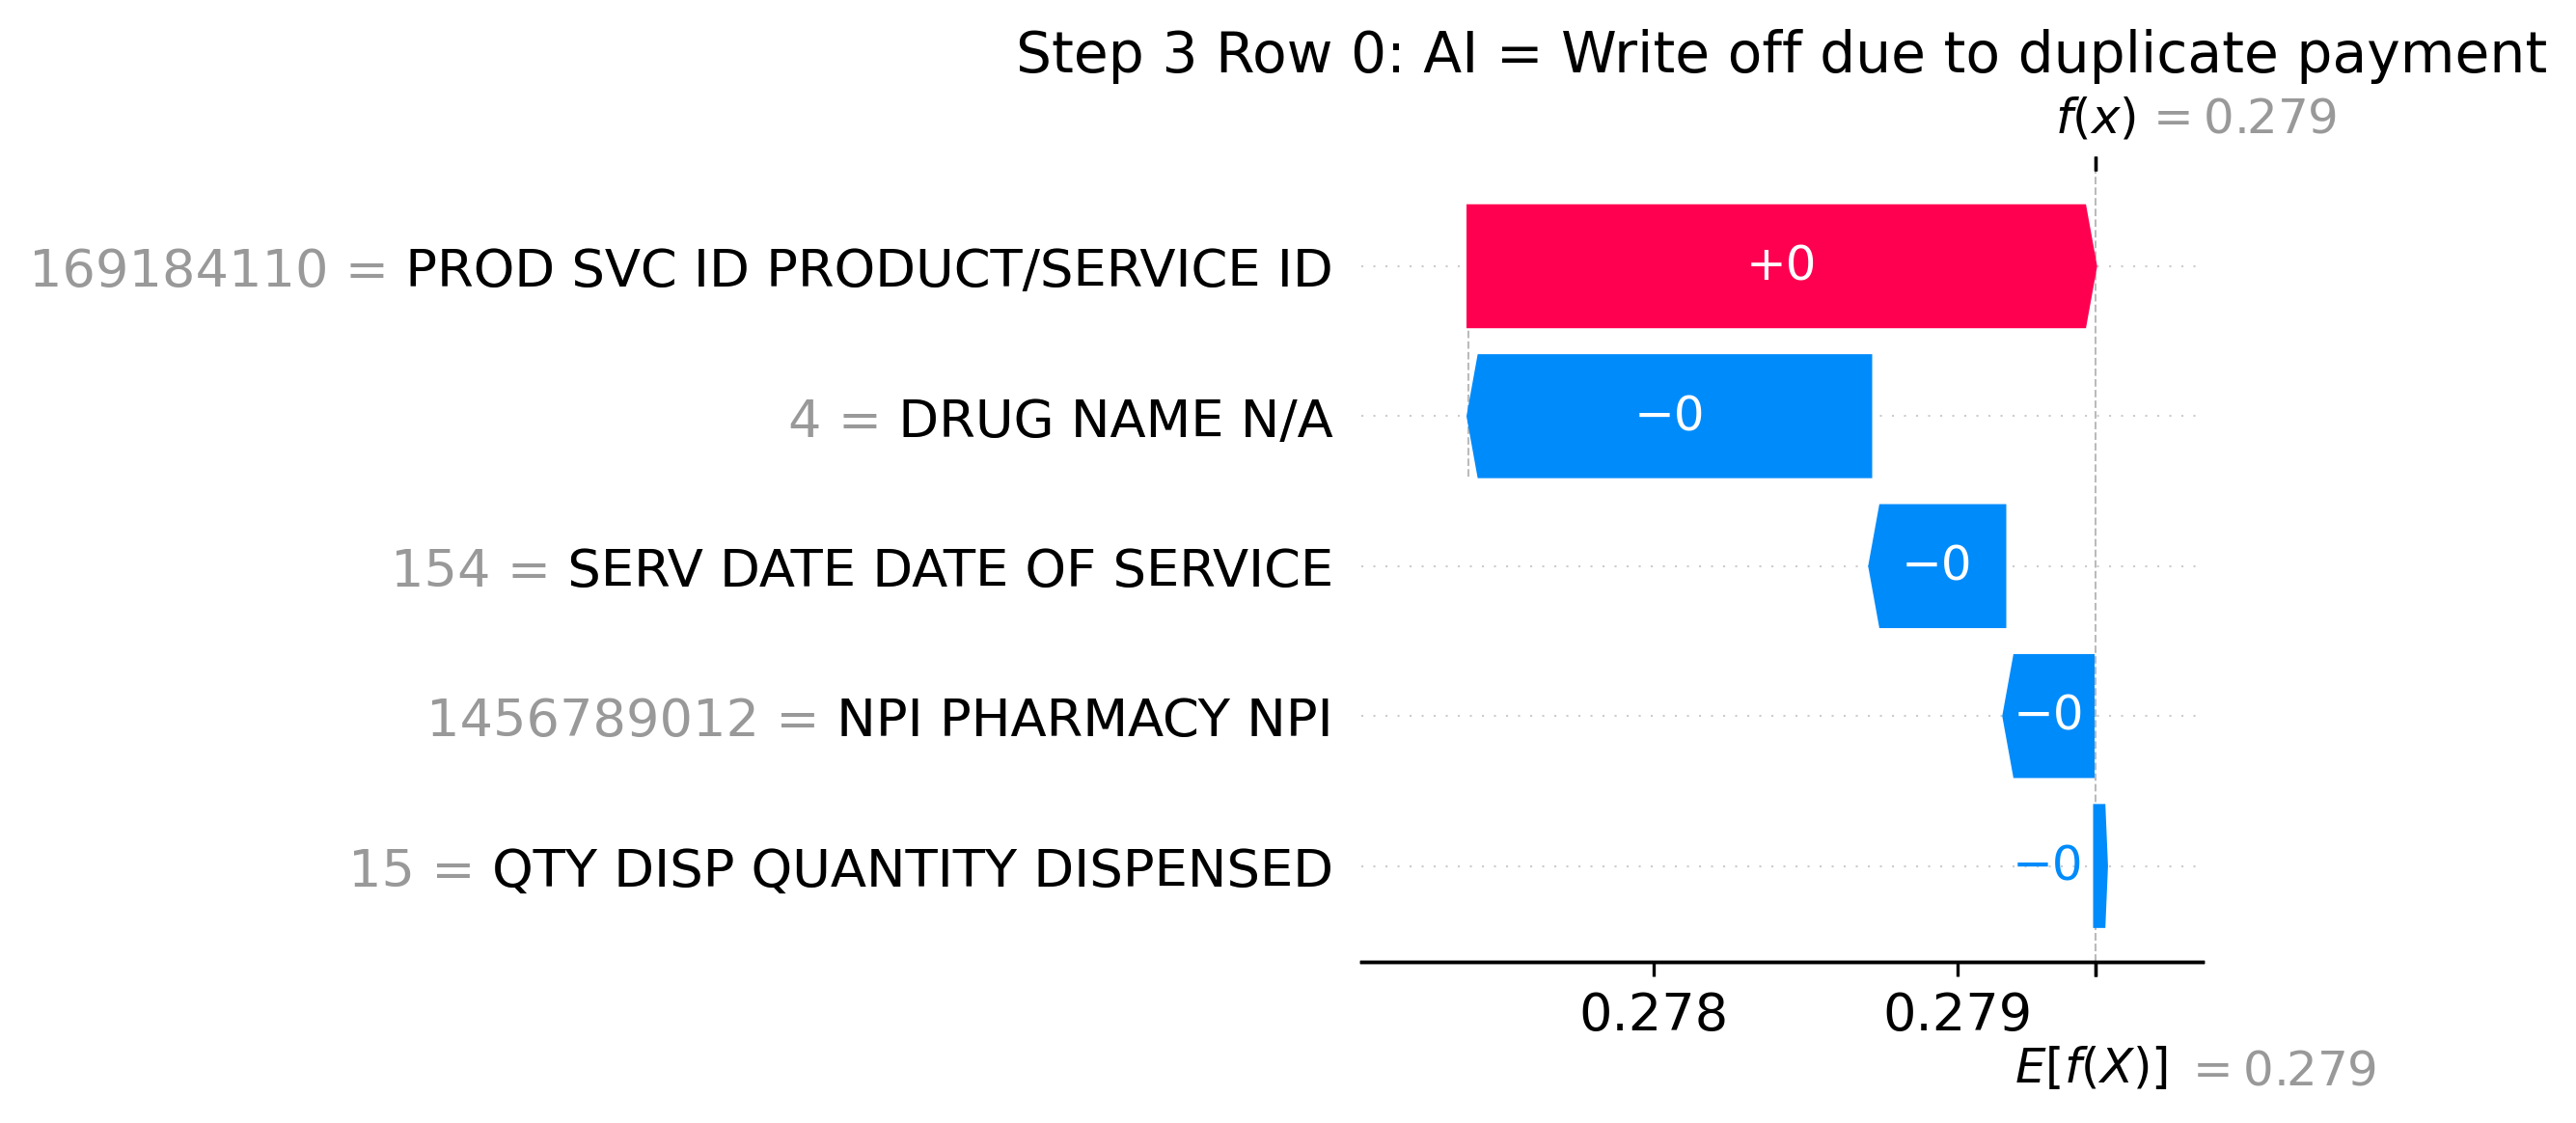 Step 3 Row 0: AI = Write off due to duplicate payment
f(x) = 0.279
169184110 = PROD SVC ID PRODUCT/SERVICE ID
+0
4 = DRUG NAME N/A
−0
154 = SERV DATE DATE OF SERVICE
−0
1456789012 = NPI PHARMACY NPI
−0
15 = QTY DISP QUANTITY DISPENSED
−0
0.278
0.279
E[f(X)] = 0.279